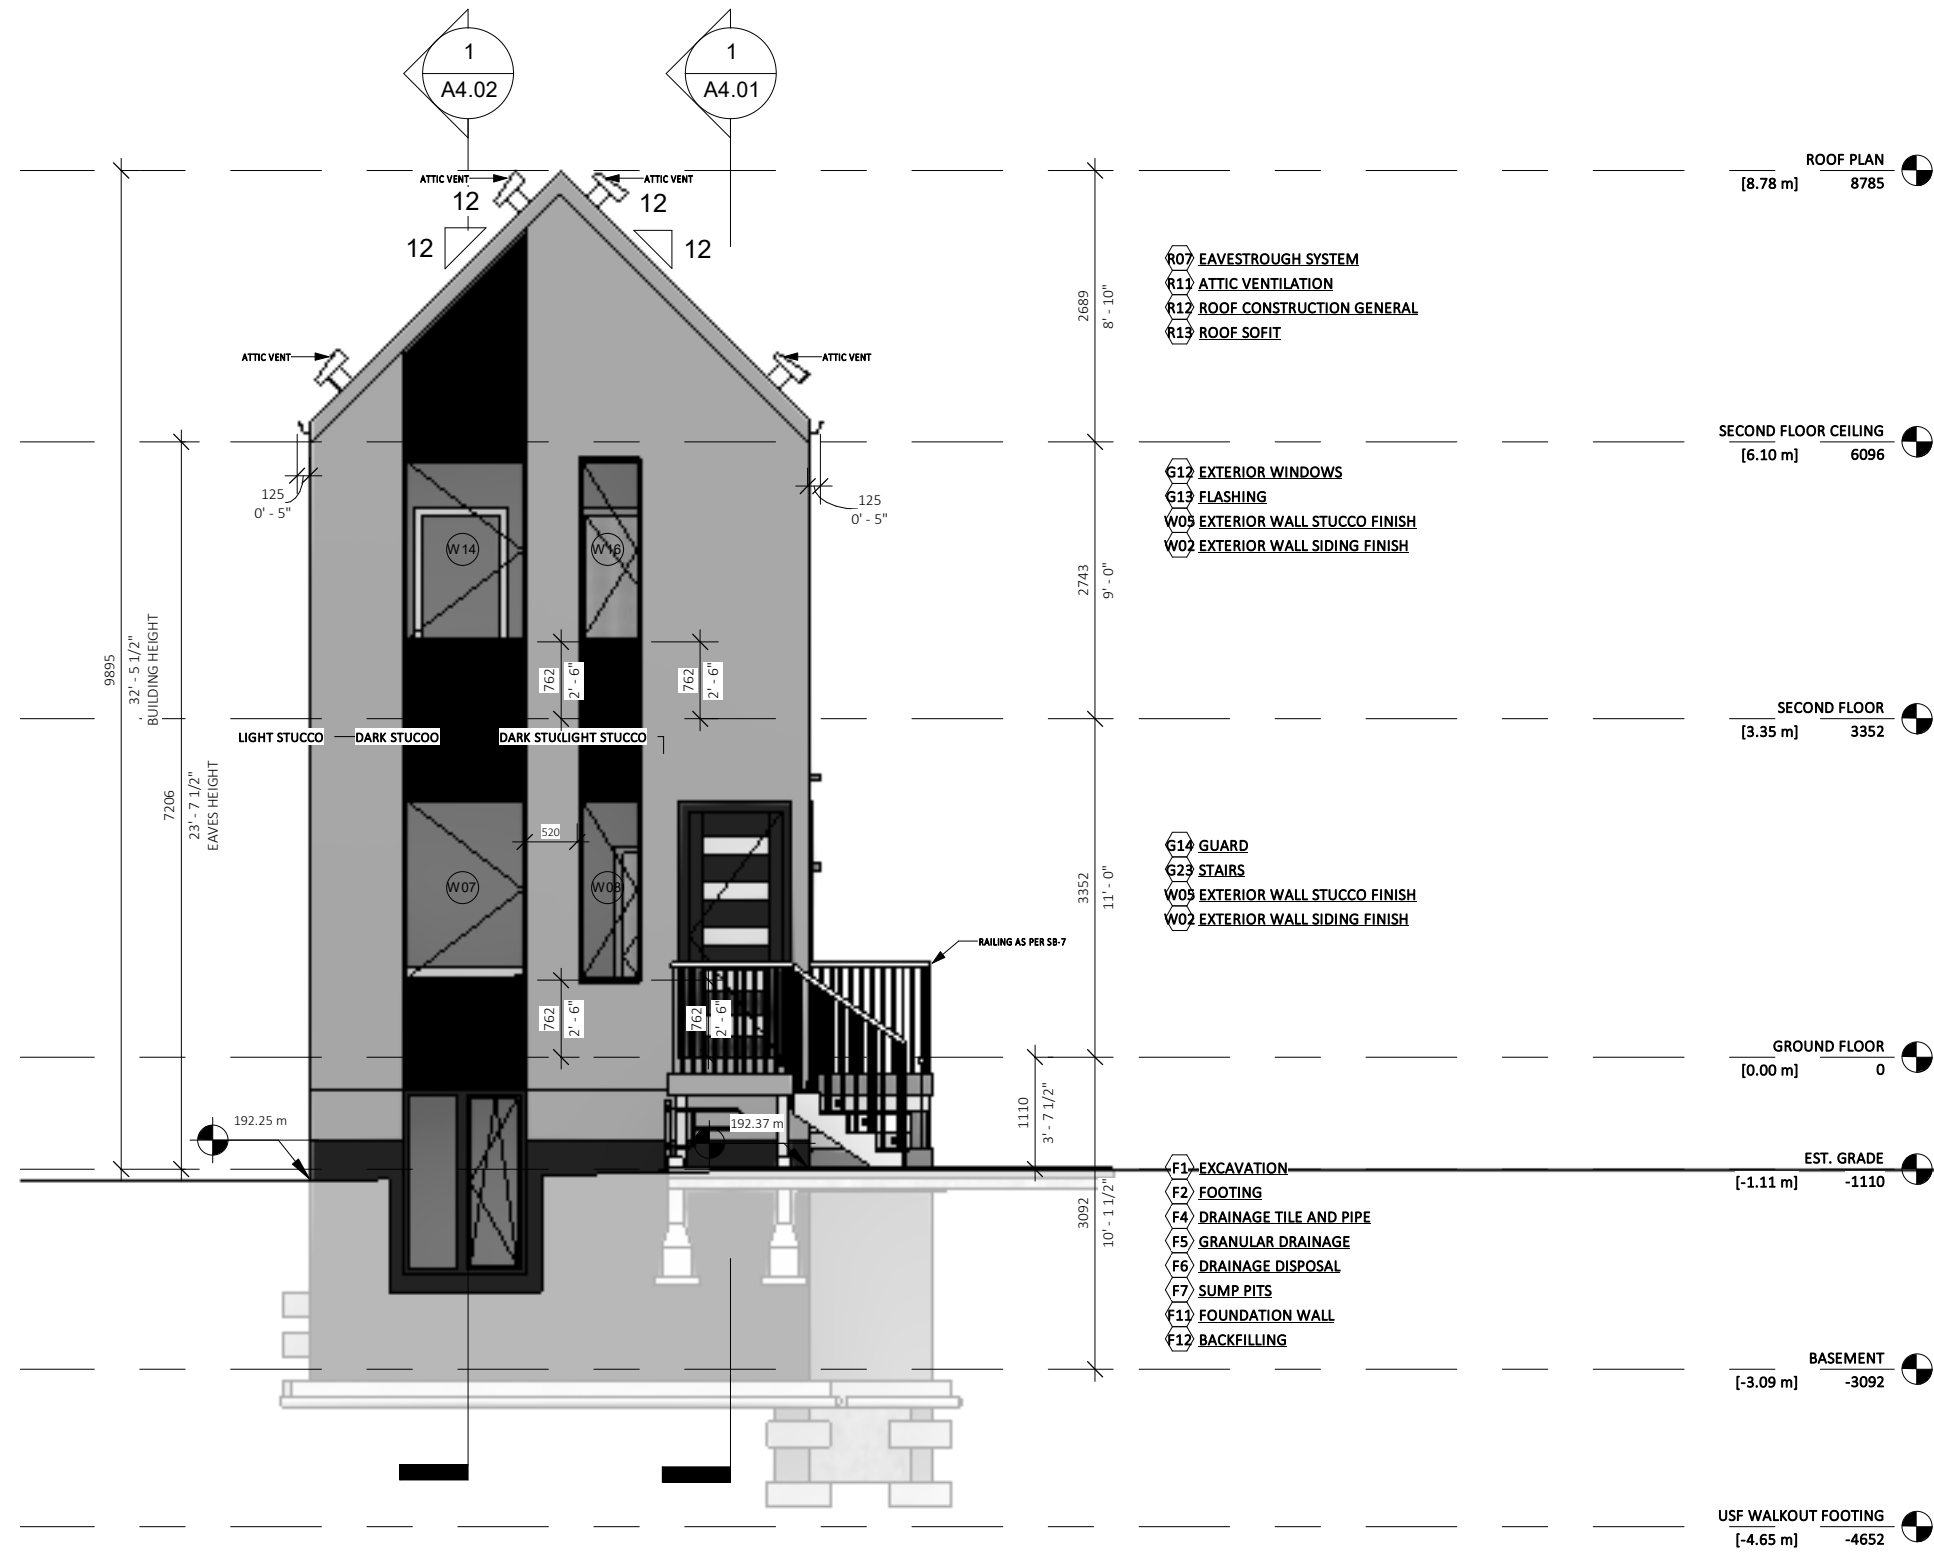 1
A4.02
1
A4.01
ATTIC VENT
12
12
ATTIC VENT
12
12
ROOF PLAN
[8.78 m] 8785
R07 EAVESTROUGH SYSTEM
R11 ATTIC VENTILATION
R12 ROOF CONSTRUCTION GENERAL
R13 ROOF SOFIT
2689
8' - 10"
ATTIC VENT
ATTIC VENT
SECOND FLOOR CEILING
[6.10 m] 6096
G12 EXTERIOR WINDOWS
G13 FLASHING
W05 EXTERIOR WALL STUCCO FINISH
W02 EXTERIOR WALL SIDING FINISH
125
0' - 5"
125
0' - 5"
W14
W16
2743
9' - 0"
9895
32' - 5 1/2"
BUILDING HEIGHT
762
2' - 6"
762
2' - 6"
SECOND FLOOR
[3.35 m] 3352
LIGHT STUCCO
DARK STUCOO
DARK STU
LIGHT STUCCO
7206
23' - 7 1/2"
EAVES HEIGHT
520
W07
W08
3352
11' - 0"
G14 GUARD
G23 STAIRS
W05 EXTERIOR WALL STUCCO FINISH
W02 EXTERIOR WALL SIDING FINISH
RAILING AS PER SB-7
762
2' - 6"
762
2' - 6"
GROUND FLOOR
[0.00 m] 0
192.25 m
192.37 m
1110
3' - 7 1/2"
EST. GRADE
[-1.11 m] -1110
3092
10' - 1 1/2"
F1 EXCAVATION
F2 FOOTING
F4 DRAINAGE TILE AND PIPE
F5 GRANULAR DRAINAGE
F6 DRAINAGE DISPOSAL
F7 SUMP PITS
F11 FOUNDATION WALL
F12 BACKFILLING
BASEMENT
[-3.09 m] -3092
USF WALKOUT FOOTING
[-4.65 m] -4652